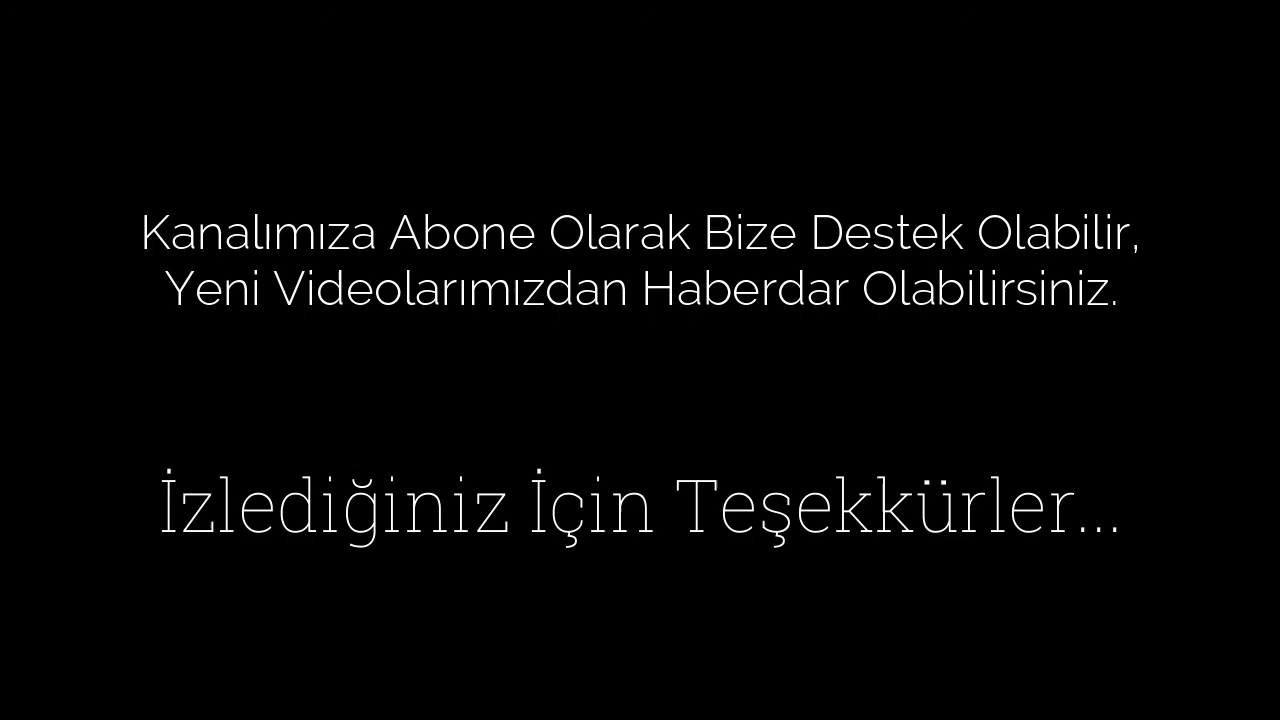 Kanalımıza Abone Olarak Bize Destek Olabilir,
Yeni Videolarımızdan Haberdar Olabilirsiniz.
İzlediğiniz İçin Teşekkürler...